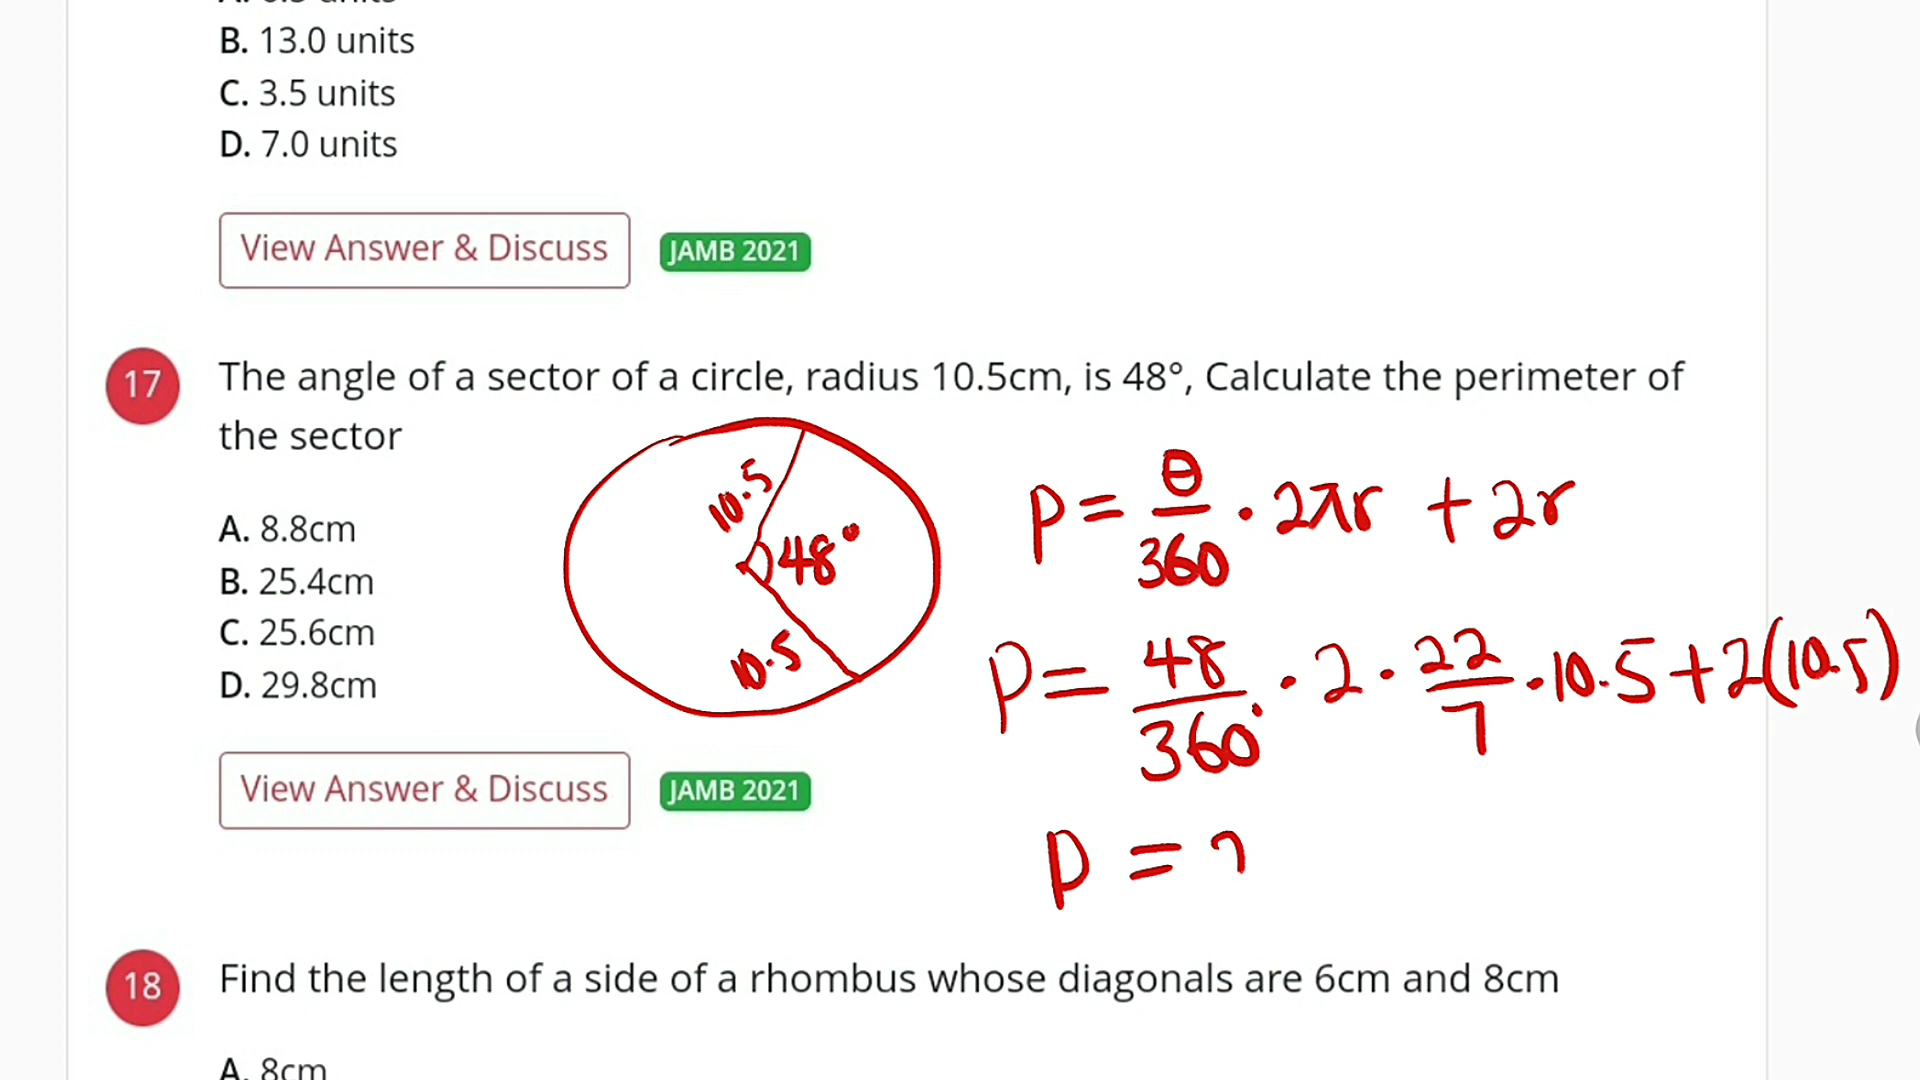 B. 13.0 units
C. 3.5 units
D. 7.0 units
View Answer & Discuss JAMB 2021
17 The angle of a sector of a circle, radius 10.5cm, is 48°, Calculate the perimeter of
the sector
A. 8.8cm
B. 25.4cm
C. 25.6cm
D. 29.8cm
10.5
48°
10.5
P = θ/360 · 2πr + 2r
P = 48/360° · 2 · 22/7 · 10.5 + 2(10.5)
P =
View Answer & Discuss JAMB 2021
18 Find the length of a side of a rhombus whose diagonals are 6cm and 8cm
A. 8cm